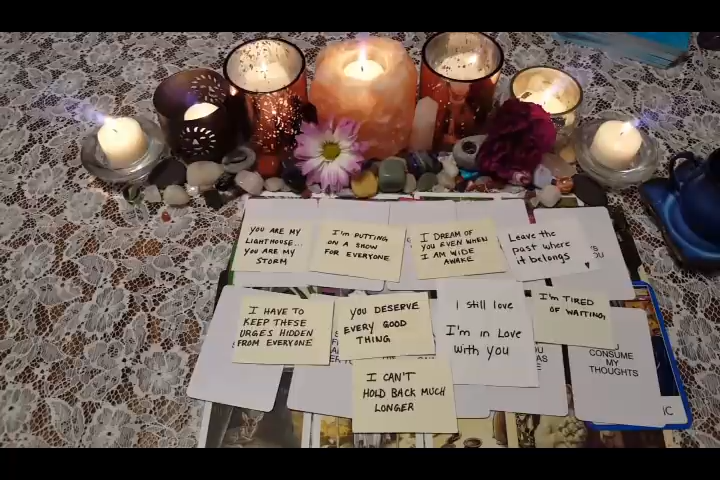 YOU ARE MY
LIGHTHOUSE...
YOU ARE MY
STORM
I'm PUTTING
ON A SHOW
FOR EVERYONE
I DREAM OF
YOU EVEN WHEN
I AM WIDE
AWAKE
Leave the
past where
it belongs
I HAVE TO
KEEP THESE
URGES HIDDEN
FROM EVERYONE
YOU DESERVE
EVERY GOOD
THING
I still love
I'm in Love
with you
I'm TIRED
OF WAITING
CONSUME
MY
THOUGHTS
I CAN'T
HOLD BACK MUCH
LONGER